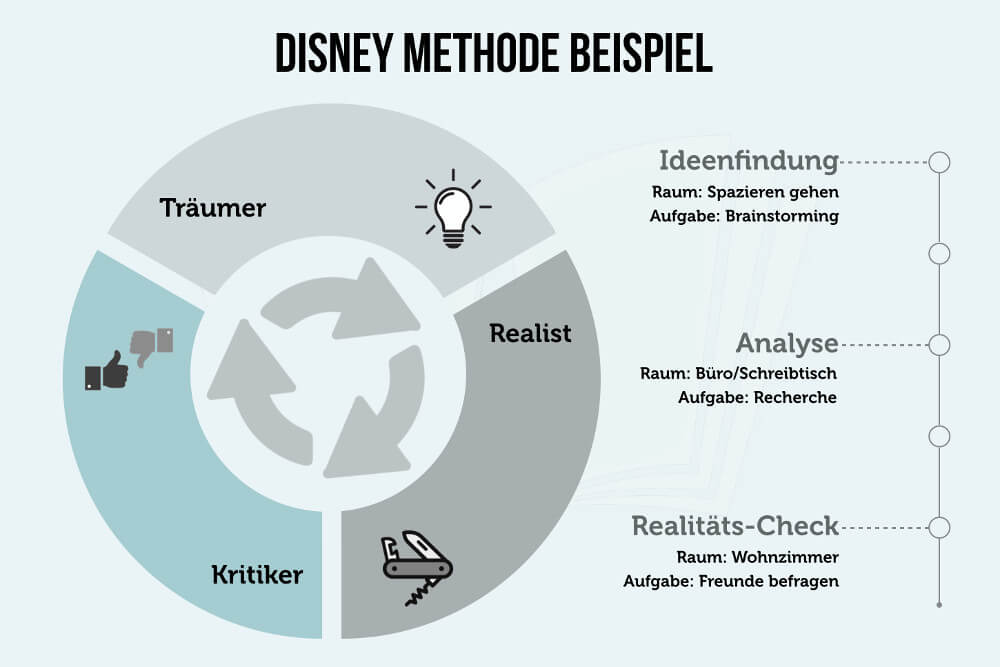 DISNEY METHODE BEISPIEL
Träumer
Realist
Kritiker
Ideenfindung
Raum: Spazieren gehen
Aufgabe: Brainstorming
Analyse
Raum: Büro/Schreibtisch
Aufgabe: Recherche
Realitäts-Check
Raum: Wohnzimmer
Aufgabe: Freunde befragen